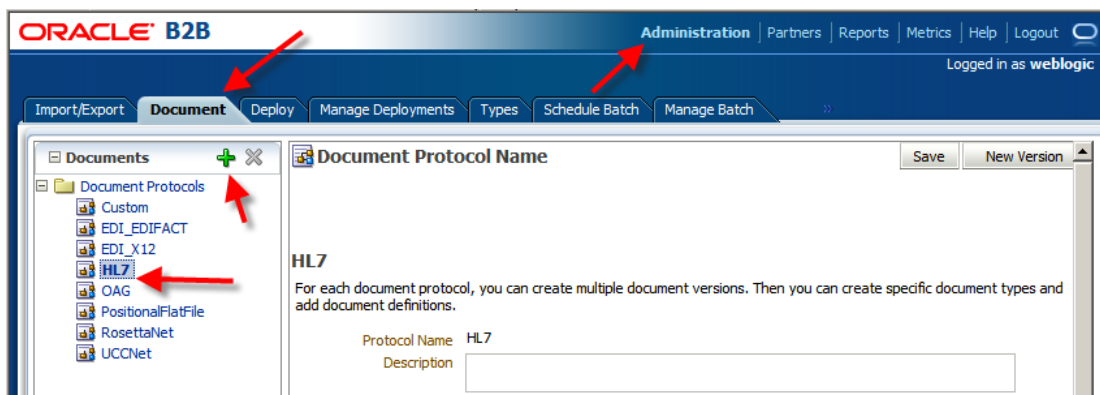 ORACLE B2B
Administration | Partners | Reports | Metrics | Help | Logout
Logged in as weblogic
Import/Export Document Deploy Manage Deployments Types Schedule Batch Manage Batch »
Documents
Document Protocols
Custom
EDI_EDIFACT
EDI_X12
HL7
OAG
PositionalFlatFile
RosettaNet
UCCNet
Document Protocol Name
Save New Version
HL7
For each document protocol, you can create multiple document versions. Then you can create specific document types and
add document definitions.
Protocol Name HL7
Description